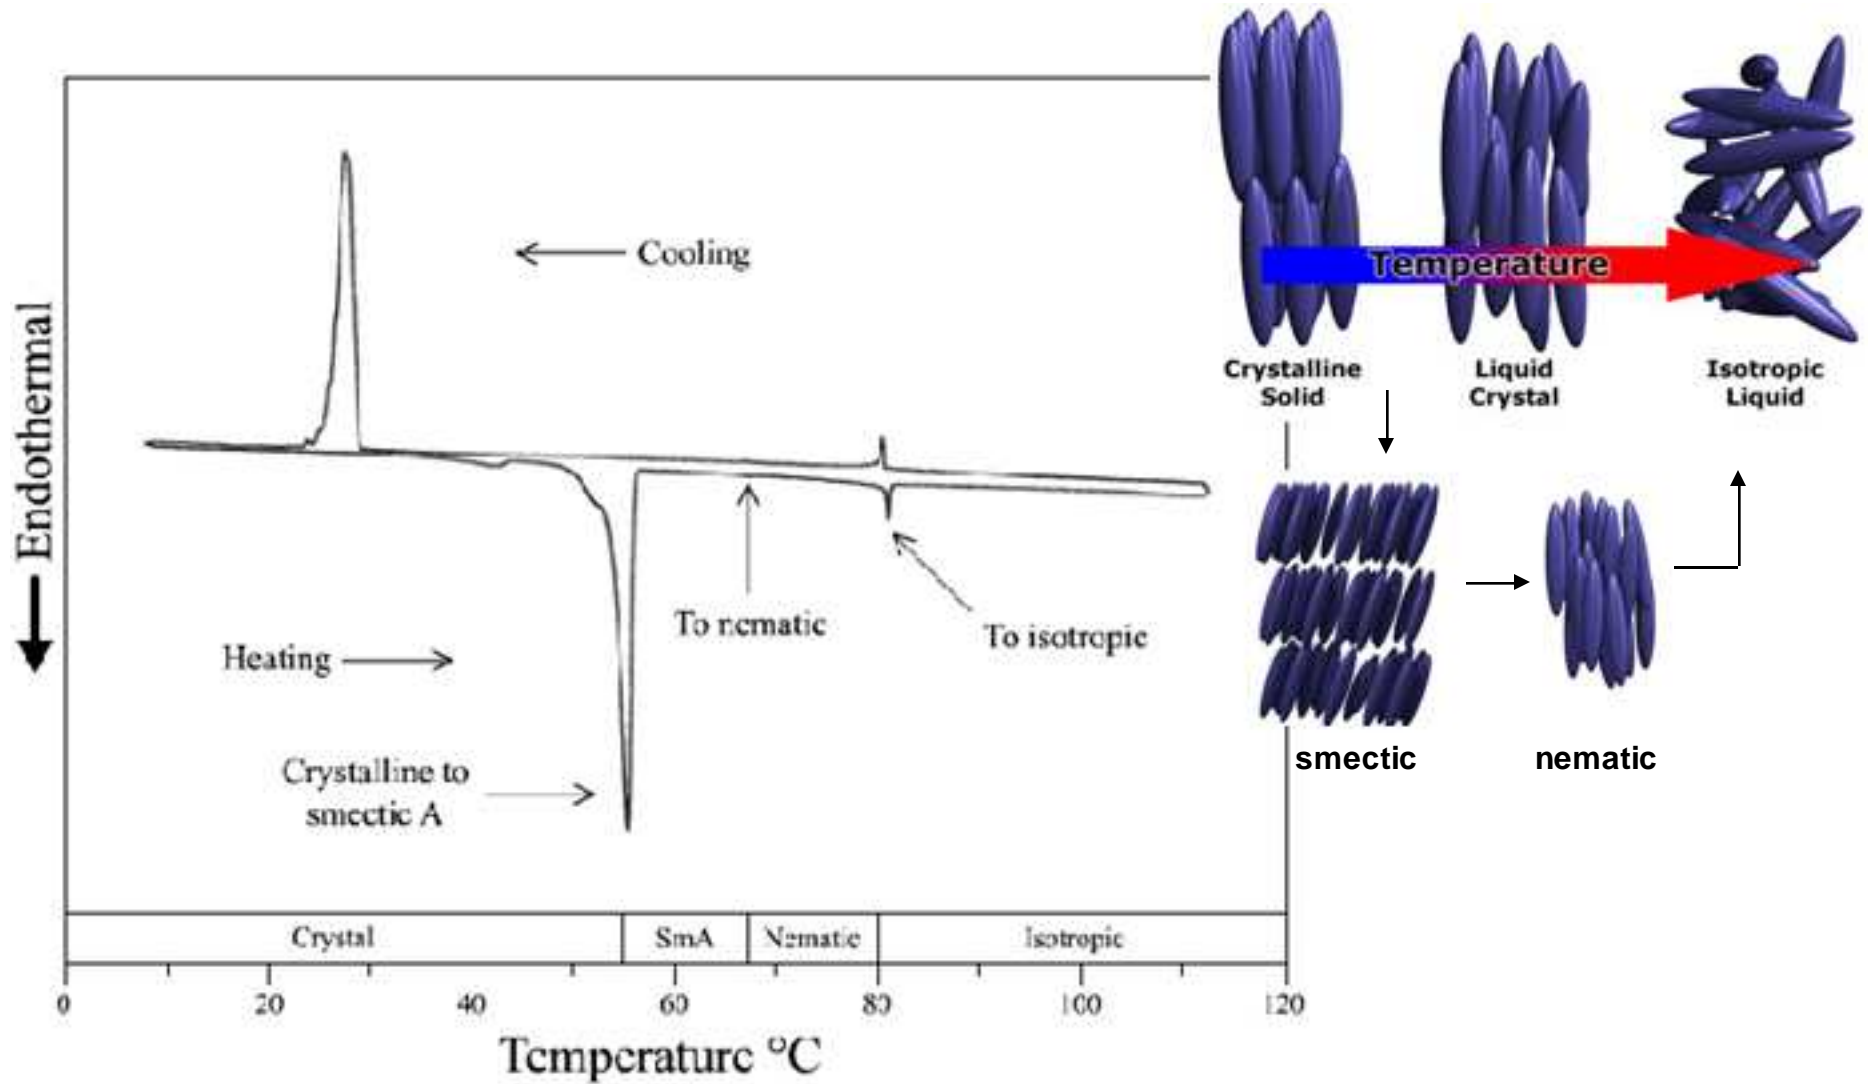 Endothermal
Cooling
Heating
Crystalline to
smectic A
To nematic
To isotropic
Crystal
SmA
Nematic
Isotropic
0
20
40
60
80
100
120
Temperature °C
Temperature
Crystalline
Solid
Liquid
Crystal
Isotropic
Liquid
smectic
nematic